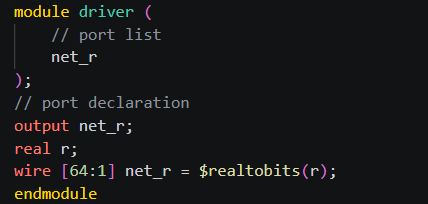 module driver (
    // port list
    net_r
);
// port declaration
output net_r;
real r;
wire [64:1] net_r = $realtobits(r);
endmodule